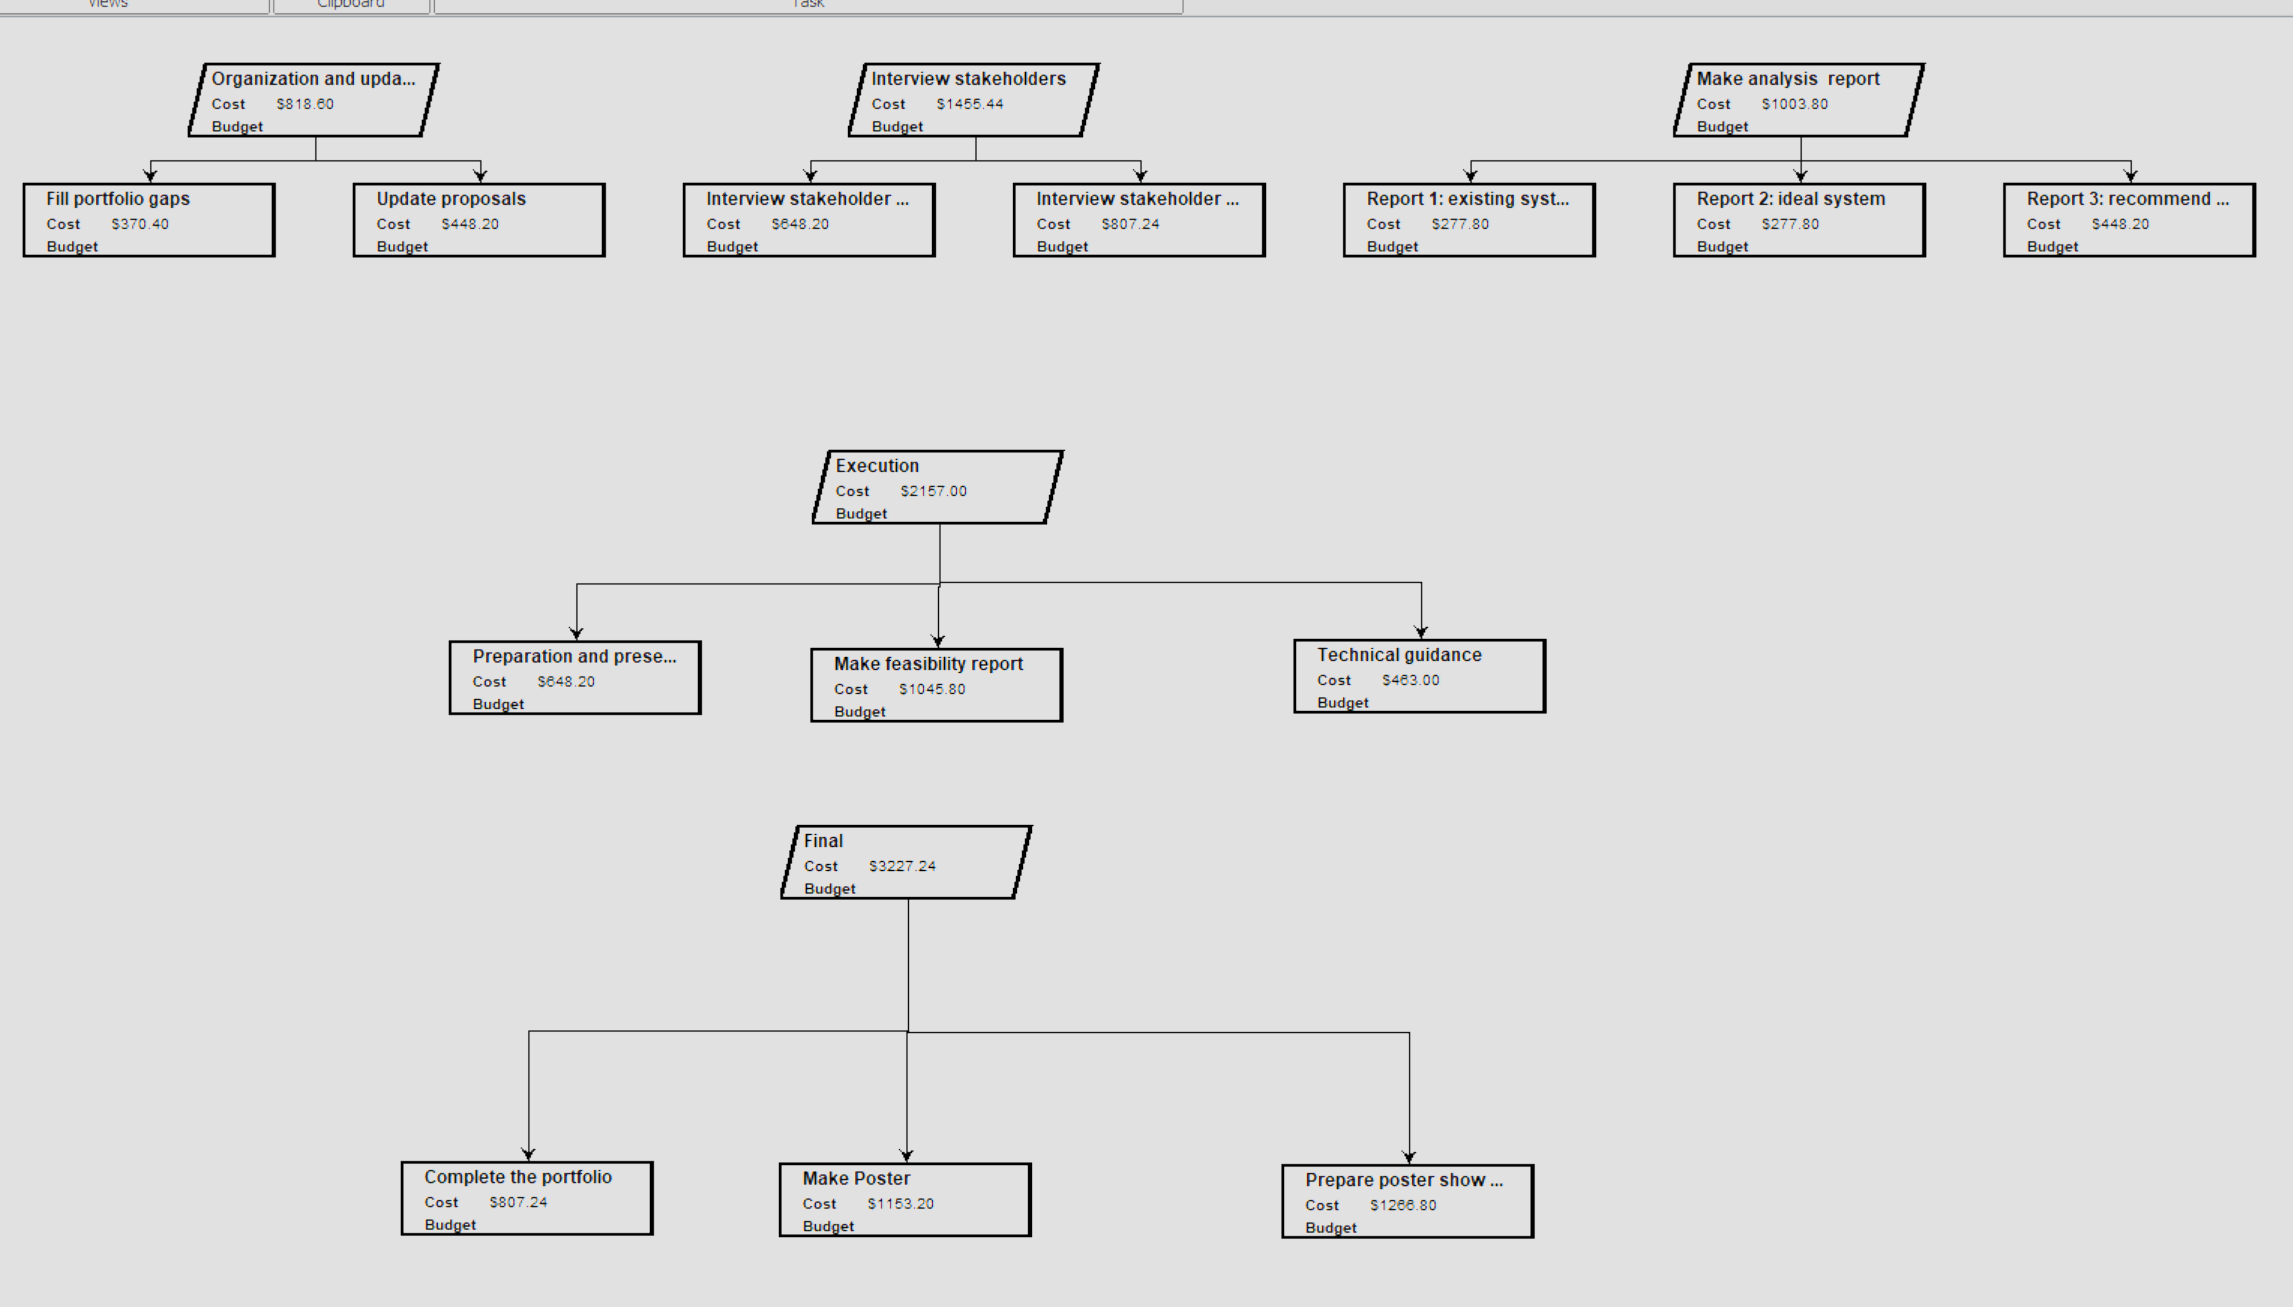 Views Clipboard Task
Organization and upda...
Cost $818.60
Budget
Interview stakeholders
Cost $1455.44
Budget
Make analysis report
Cost $1003.80
Budget
Fill portfolio gaps
Cost $370.40
Budget
Update proposals
Cost $448.20
Budget
Interview stakeholder ...
Cost $648.20
Budget
Interview stakeholder ...
Cost $807.24
Budget
Report 1: existing syst...
Cost $277.80
Budget
Report 2: ideal system
Cost $277.80
Budget
Report 3: recommend ...
Cost $448.20
Budget
Execution
Cost $2157.00
Budget
Preparation and prese...
Cost $648.20
Budget
Make feasibility report
Cost $1045.80
Budget
Technical guidance
Cost $463.00
Budget
Final
Cost $3227.24
Budget
Complete the portfolio
Cost $807.24
Budget
Make Poster
Cost $1153.20
Budget
Prepare poster show ...
Cost $1266.80
Budget